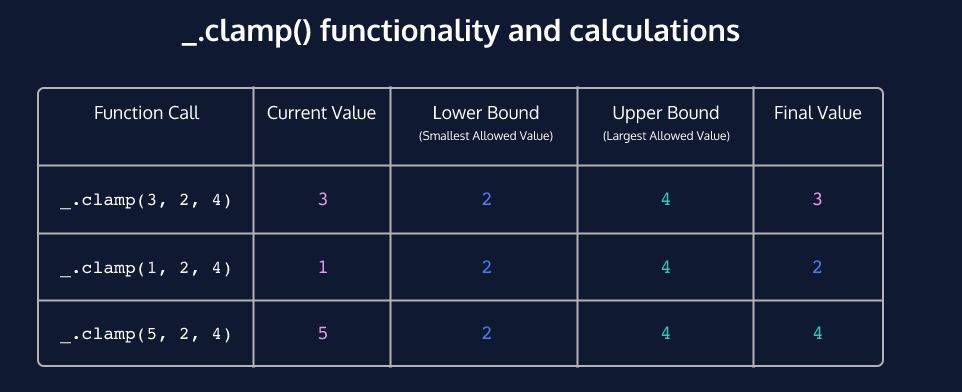 _.clamp() functionality and calculations
Function Call Current Value Lower Bound Upper Bound Final Value
(Smallest Allowed Value) (Largest Allowed Value)
_.clamp(3, 2, 4) 3 2 4 3
_.clamp(1, 2, 4) 1 2 4 2
_.clamp(5, 2, 4) 5 2 4 4